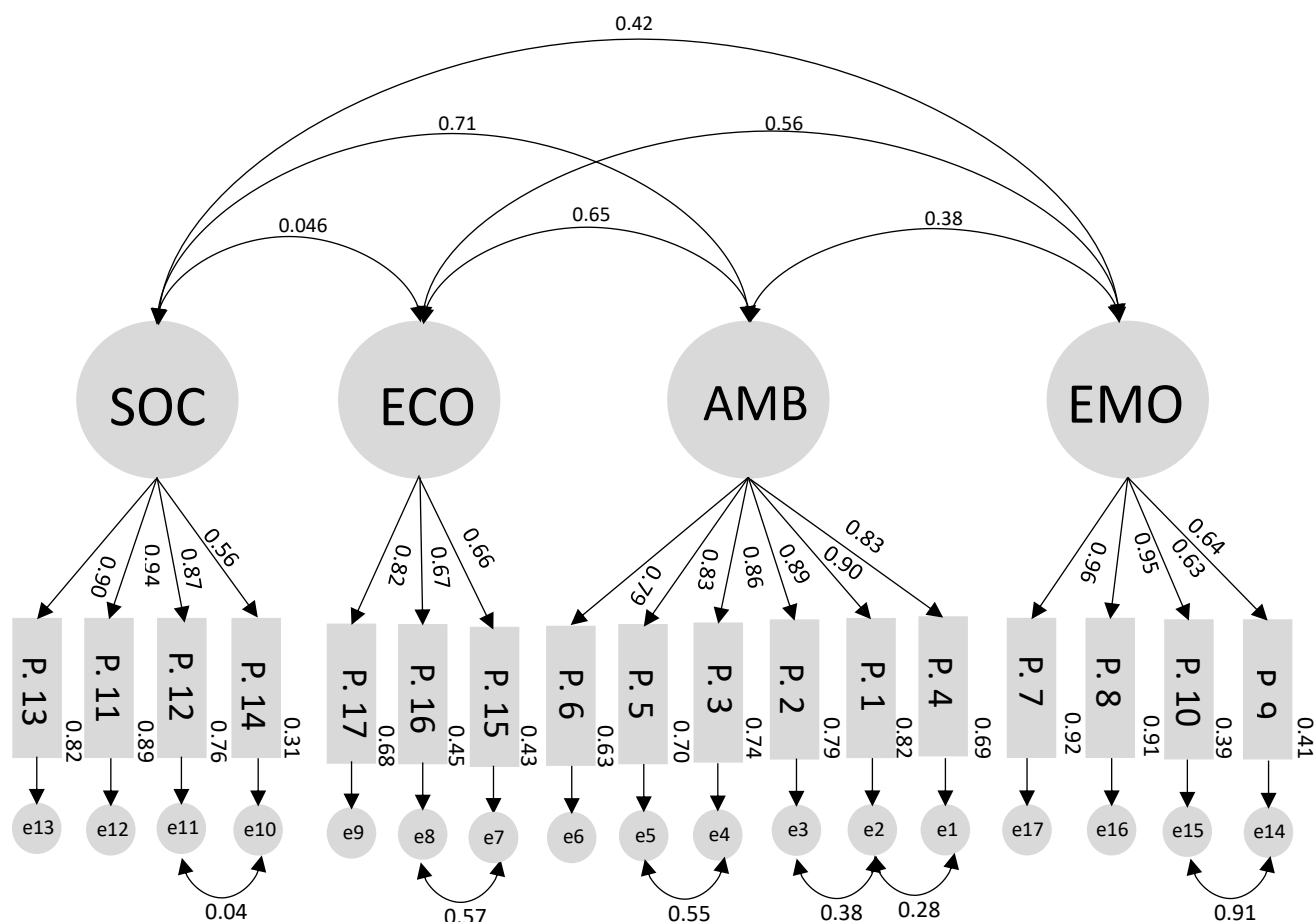 0.42
0.71
0.56
0.046
0.65
0.38
SOC
ECO
AMB
EMO
0.90
0.94
0.87
0.56
0.82
0.67
0.66
0.79
0.83
0.86
0.89
0.90
0.83
0.96
0.95
0.63
0.64
P. 13
P. 11
P. 12
P. 14
P. 17
P. 16
P. 15
P. 6
P. 5
P. 3
P. 2
P. 1
P. 4
P. 7
P. 8
P. 10
P 9
0.82
0.89
0.76
0.31
0.68
0.45
0.43
0.63
0.70
0.74
0.79
0.82
0.69
0.92
0.91
0.39
0.41
e13
e12
e11
e10
e9
e8
e7
e6
e5
e4
e3
e2
e1
e17
e16
e15
e14
0.04
0.57
0.55
0.38
0.28
0.91